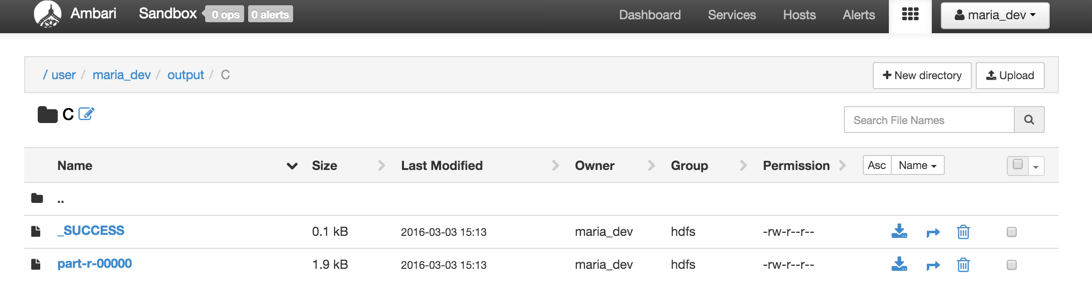 Ambari Sandbox 0 ops 0 alerts Dashboard Services Hosts Alerts maria_dev
/ user / maria_dev / output / C New directory Upload
C Search File Names
Name Size Last Modified Owner Group Permission Asc Name
..
_SUCCESS 0.1 kB 2016-03-03 15:13 maria_dev hdfs -rw-r--r--
part-r-00000 1.9 kB 2016-03-03 15:13 maria_dev hdfs -rw-r--r--